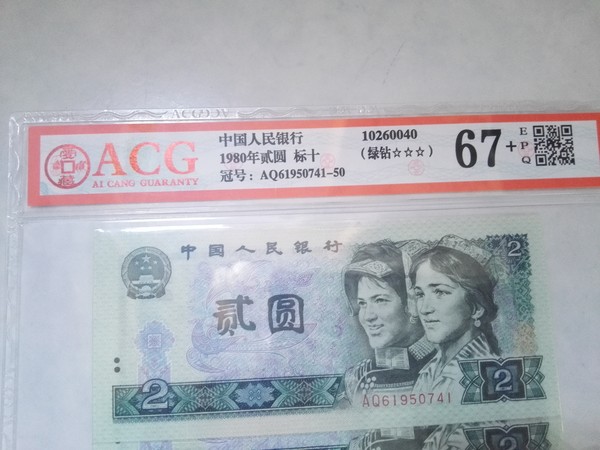 ACG
AI CANG GUARANTY
中国人民银行
1980年贰圆 标十
冠号: AQ61950741-50
10260040
(绿钻☆☆☆)
67+
EPQ
中国人民银行
贰圆
2
2
2
AQ61950741